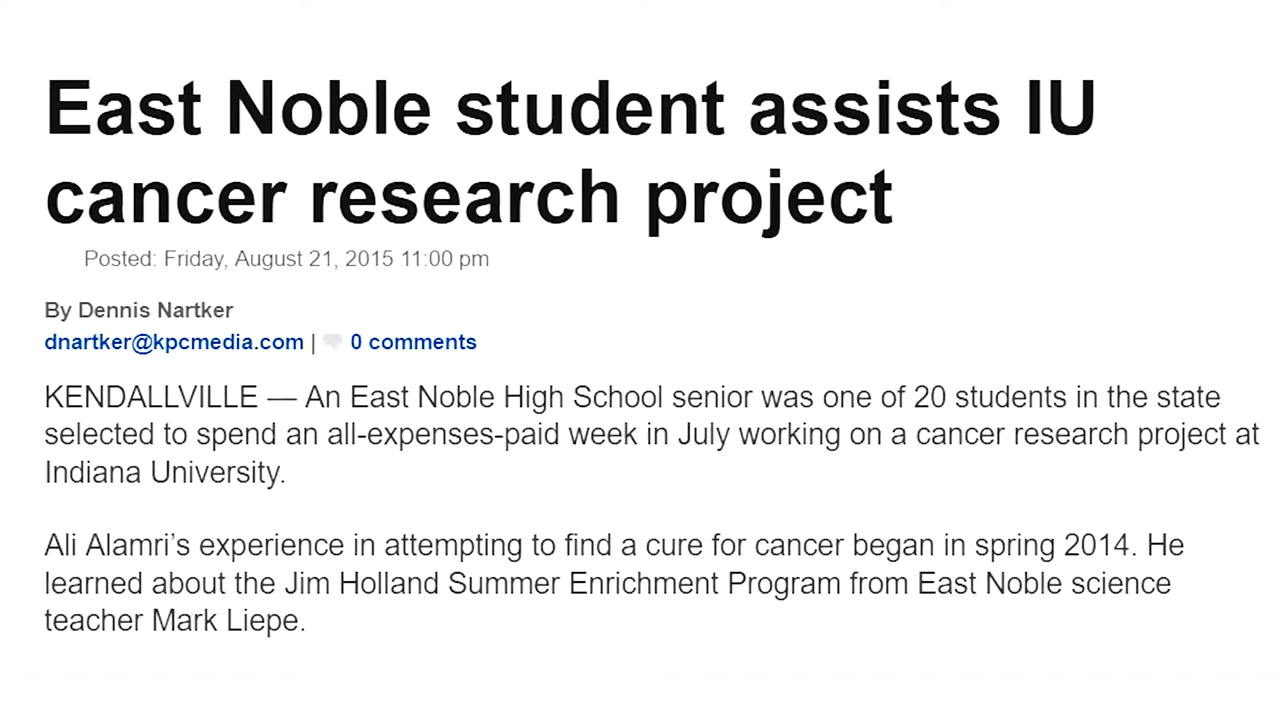 East Noble student assists IU
cancer research project
Posted: Friday, August 21, 2015 11:00 pm
By Dennis Nartker
dnartker@kpcmedia.com | 0 comments
KENDALLVILLE — An East Noble High School senior was one of 20 students in the state
selected to spend an all-expenses-paid week in July working on a cancer research project at
Indiana University.
Ali Alamri’s experience in attempting to find a cure for cancer began in spring 2014. He
learned about the Jim Holland Summer Enrichment Program from East Noble science
teacher Mark Liepe.